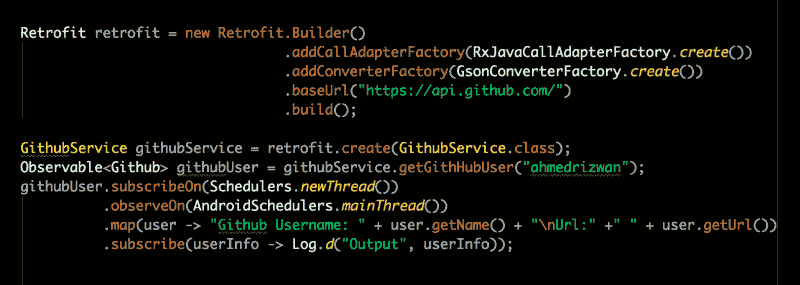 Retrofit retrofit = new Retrofit.Builder()
.addCallAdapterFactory(RxJavaCallAdapterFactory.create())
.addConverterFactory(GsonConverterFactory.create())
.baseUrl("https://api.github.com/")
.build();
GithubService githubService = retrofit.create(GithubService.class);
Observable<Github> githubUser = githubService.getGithHubUser("ahmedrizwan");
githubUser.subscribeOn(Schedulers.newThread())
.observeOn(AndroidSchedulers.mainThread())
.map(user -> "Github Username: " + user.getName() + "\nUrl:" +" " + user.getUrl())
.subscribe(userInfo -> Log.d("Output", userInfo));